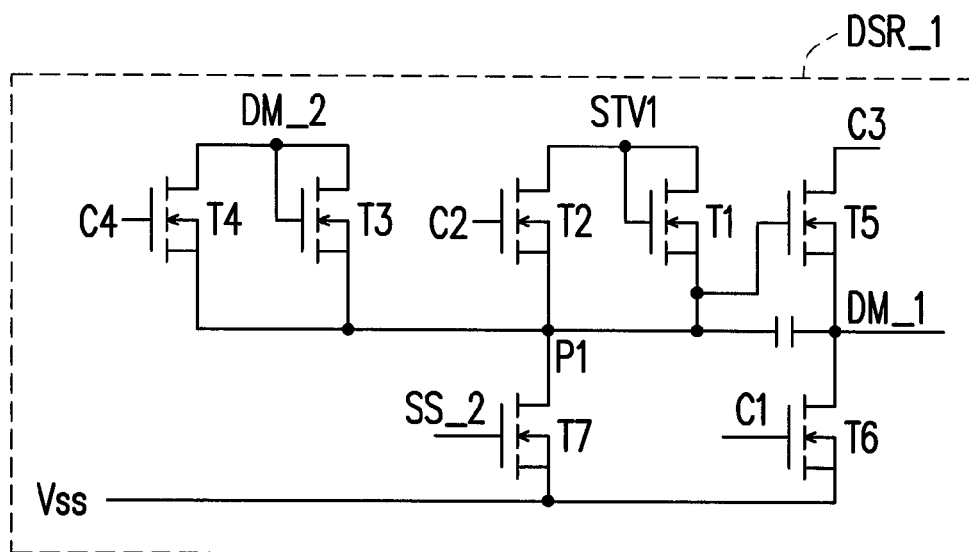 DSR_1
DM_2
STV1
C3
C4
T4
T3
C2
T2
T1
T5
DM_1
P1
SS_2
T7
C1
T6
Vss